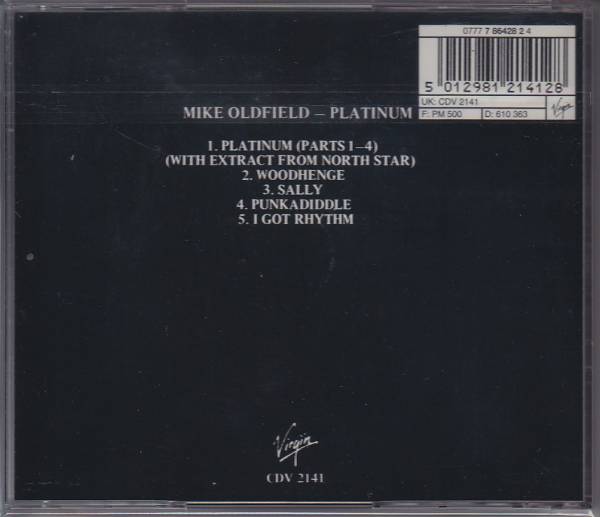 0777 7 86428 2 4
5 012981 214128
UK: CDV 2141
F: PM 500
D: 610 363
Virgin
MIKE OLDFIELD – PLATINUM
1. PLATINUM (PARTS 1–4)
(WITH EXTRACT FROM NORTH STAR)
2. WOODHENGE
3. SALLY
4. PUNKADIDDLE
5. I GOT RHYTHM
Virgin
CDV 2141